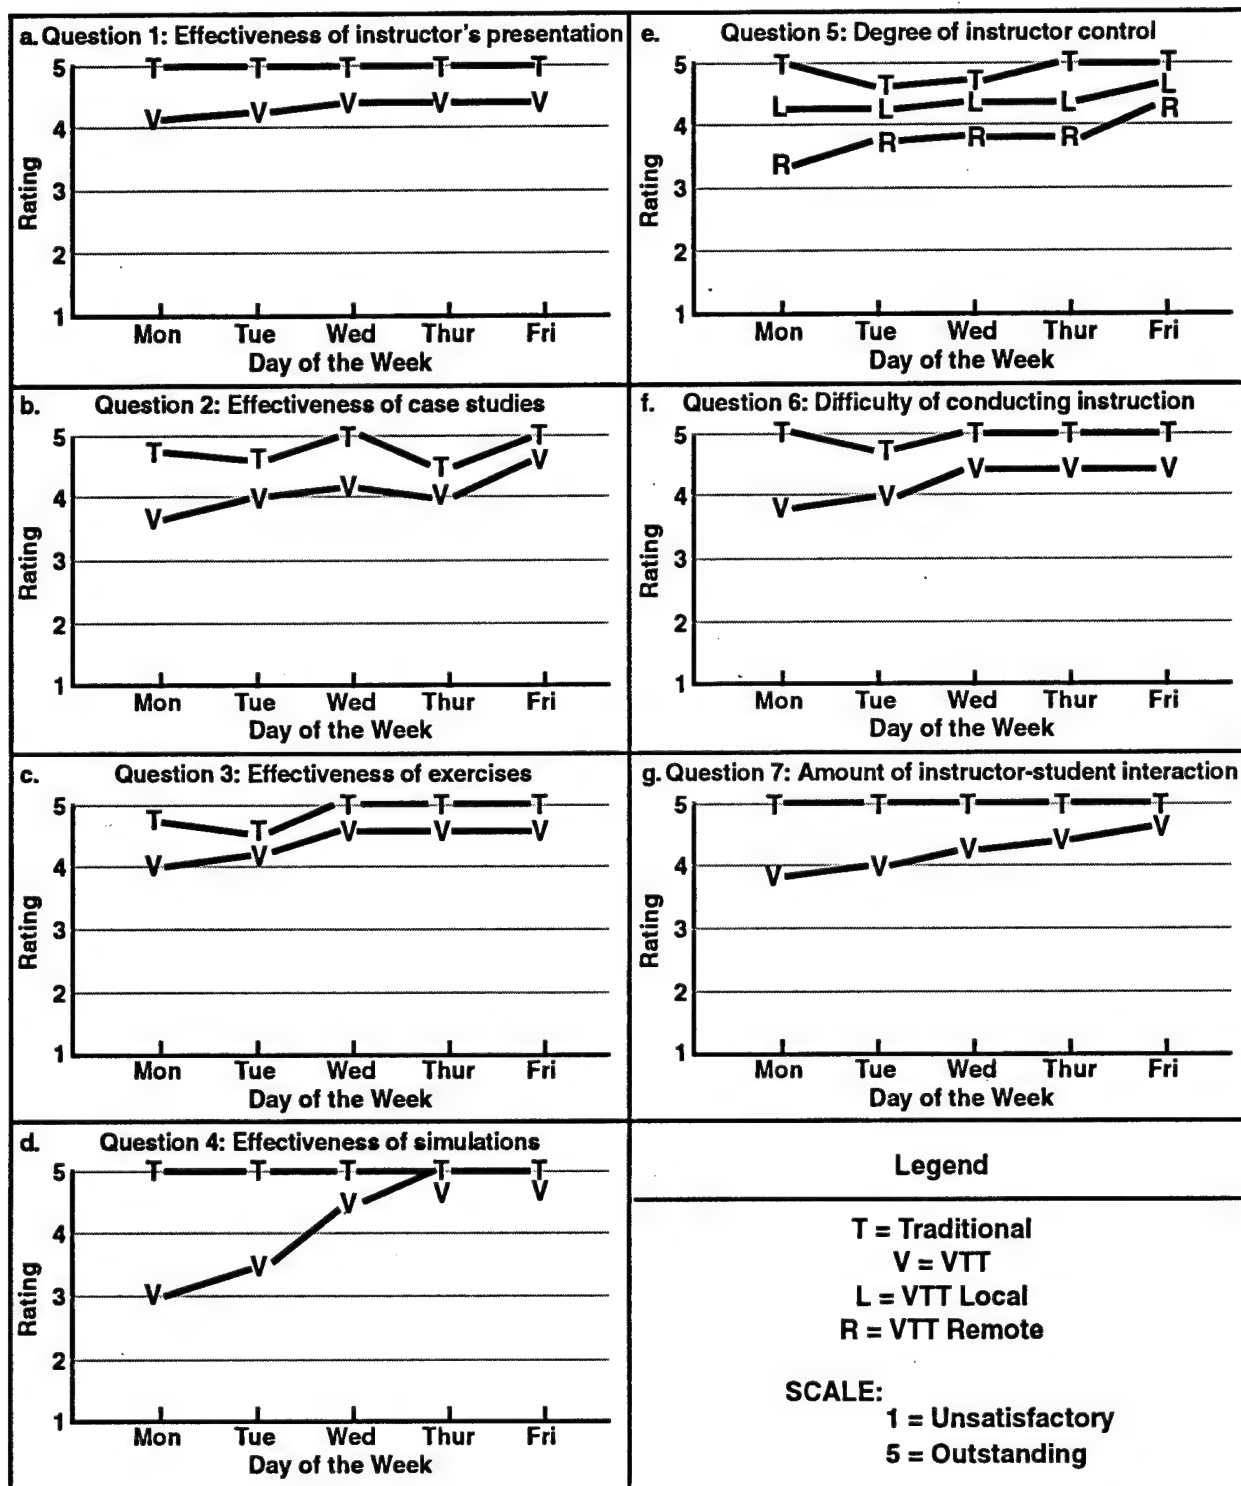 a. Question 1: Effectiveness of instructor's presentation
5
4
3
2
1
Rating
T T T T T
V V V V V
Mon Tue Wed Thur Fri
Day of the Week
b. Question 2: Effectiveness of case studies
5
4
3
2
1
Rating
T T T T T
V V V V V
Mon Tue Wed Thur Fri
Day of the Week
c. Question 3: Effectiveness of exercises
5
4
3
2
1
Rating
T T T T T
V V V V V
Mon Tue Wed Thur Fri
Day of the Week
d. Question 4: Effectiveness of simulations
5
4
3
2
1
Rating
T T T T T
V V V V V
Mon Tue Wed Thur Fri
Day of the Week
e. Question 5: Degree of instructor control
5
4
3
2
1
Rating
T T T T T
L L L L L
R R R R R
Mon Tue Wed Thur Fri
Day of the Week
f. Question 6: Difficulty of conducting instruction
5
4
3
2
1
Rating
T T T T T
V V V V V
Mon Tue Wed Thur Fri
Day of the Week
g. Question 7: Amount of instructor-student interaction
5
4
3
2
1
Rating
T T T T T
V V V V V
Mon Tue Wed Thur Fri
Day of the Week
Legend
T = Traditional
V = VTT
L = VTT Local
R = VTT Remote
SCALE:
1 = Unsatisfactory
5 = Outstanding